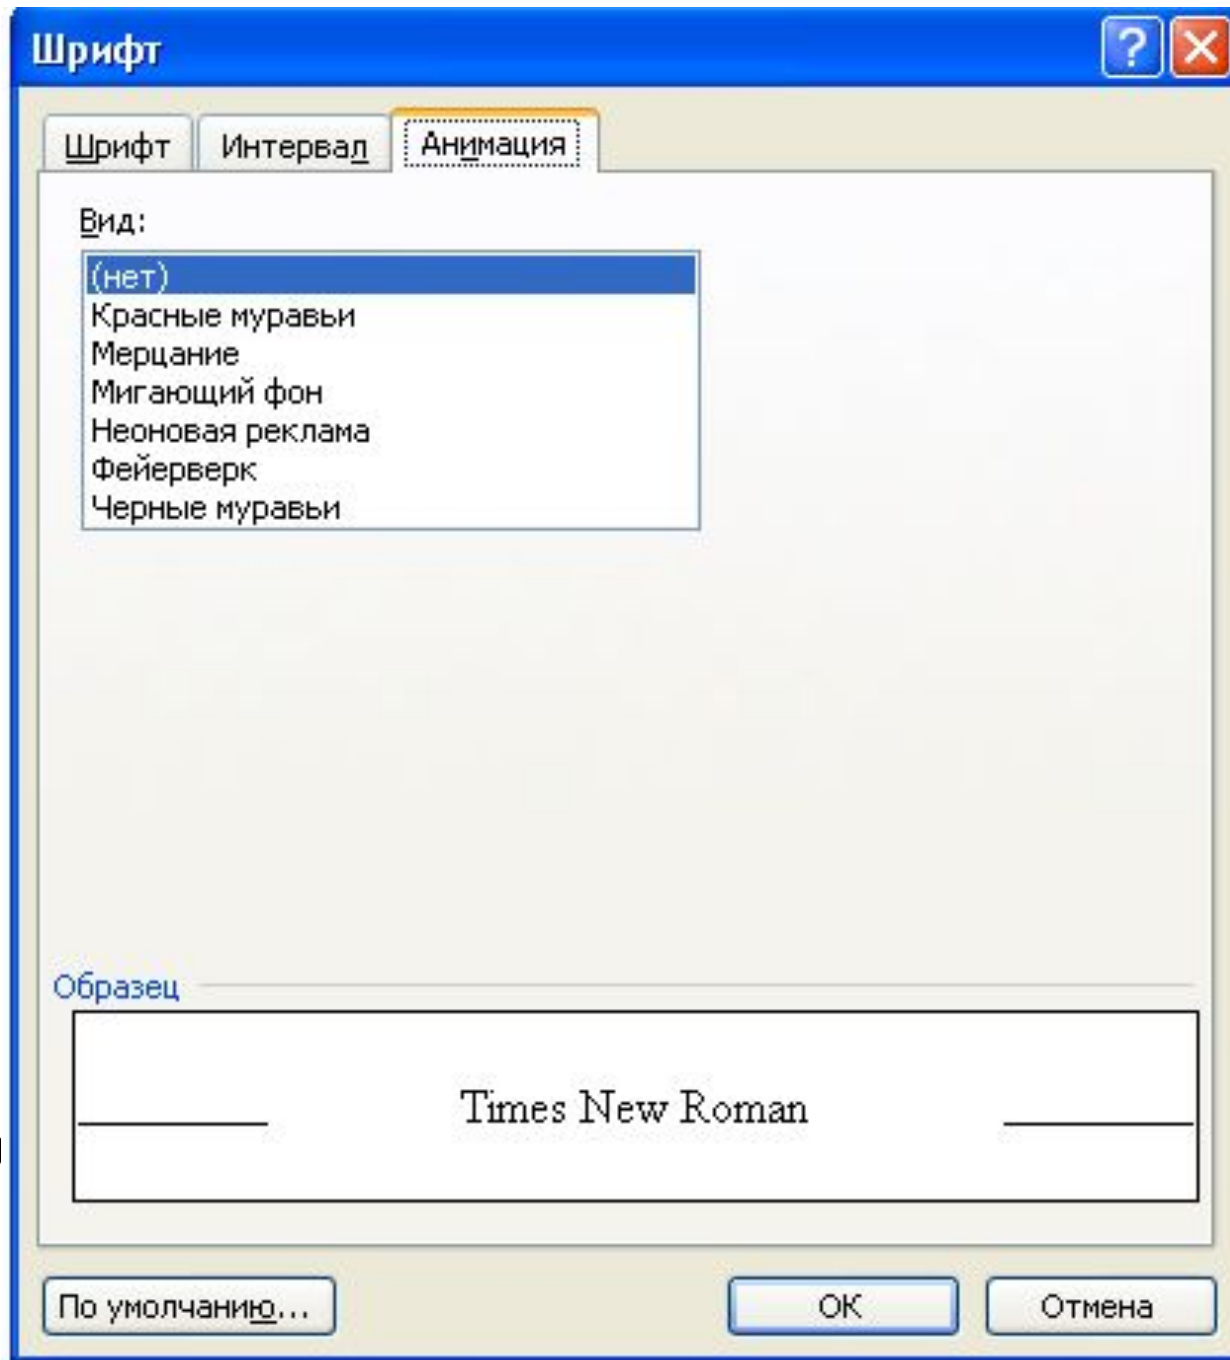 Шрифт
Шрифт Интервал Анимация
Вид:
(нет)
Красные муравьи
Мерцание
Мигающий фон
Неоновая реклама
Фейерверк
Черные муравьи
Образец
Times New Roman
По умолчанию... ОК Отмена